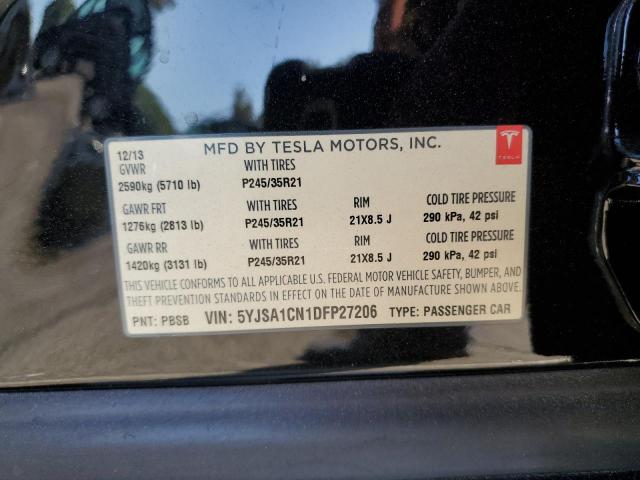 12/13 MFD BY TESLA MOTORS, INC.
TESLA
GVWR WITH TIRES
2590kg (5710 lb) P245/35R21
GAWR FRT WITH TIRES RIM COLD TIRE PRESSURE
1276kg (2813 lb) P245/35R21 21X8.5 J 290 kPa, 42 psi
GAWR RR WITH TIRES RIM COLD TIRE PRESSURE
1420kg (3131 lb) P245/35R21 21X8.5 J 290 kPa, 42 psi
THIS VEHICLE CONFORMS TO ALL APPLICABLE U.S. FEDERAL MOTOR VEHICLE SAFETY, BUMPER, AND
THEFT PREVENTION STANDARDS IN EFFECT ON THE DATE OF MANUFACTURE SHOWN ABOVE.
PNT: PBSB VIN: 5YJSA1CN1DFP27206 TYPE: PASSENGER CAR